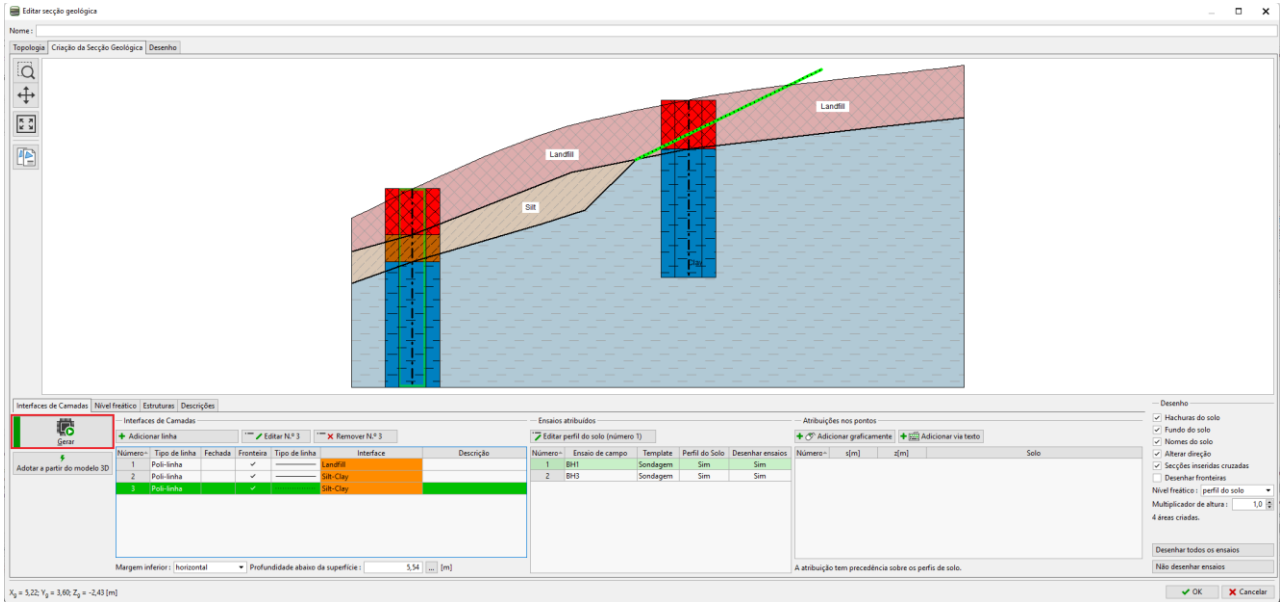 Editar secção geológica
Nome :
Topologia Criação da Secção Geológica Desenho
Landfill
Landfill
Silt
Clay
Interfaces de Camadas Nível freático Estruturas Descrições
Gerar
Adotar a partir do modelo 3D
Interfaces de Camadas
Adicionar linha Editar N.º 3 Remover N.º 3
Número Tipo de linha Fechada Fronteira Tipo de linha Interface Descrição
1 Poli-linha Landfill
2 Poli-linha Silt-Clay
3 Poli-linha Silt-Clay
Margem inferior : horizontal Profundidade abaixo da superfície : 5,54 ... [m]
Ensaios atribuídos
Editar perfil do solo (número 1)
Número Ensaio de campo Template Perfil do Solo Desenhar ensaios
1 BH1 Sondagem Sim Sim
2 BH3 Sondagem Sim Sim
Atribuições nos pontos
Adicionar graficamente Adicionar via texto
Número s[m] z[m] Solo
A atribuição tem precedência sobre os perfis de solo.
Desenho
Hachuras do solo
Fundo do solo
Nomes do solo
Alterar direção
Secções inseridas cruzadas
Desenhar fronteiras
Nível freático : perfil do solo
Multiplicador de altura : 1,0
4 áreas criadas.
Desenhar todos os ensaios
Não desenhar ensaios
Xg = 5,22; Yg = 3,60; Zg = -2,43 [m]
OK Cancelar